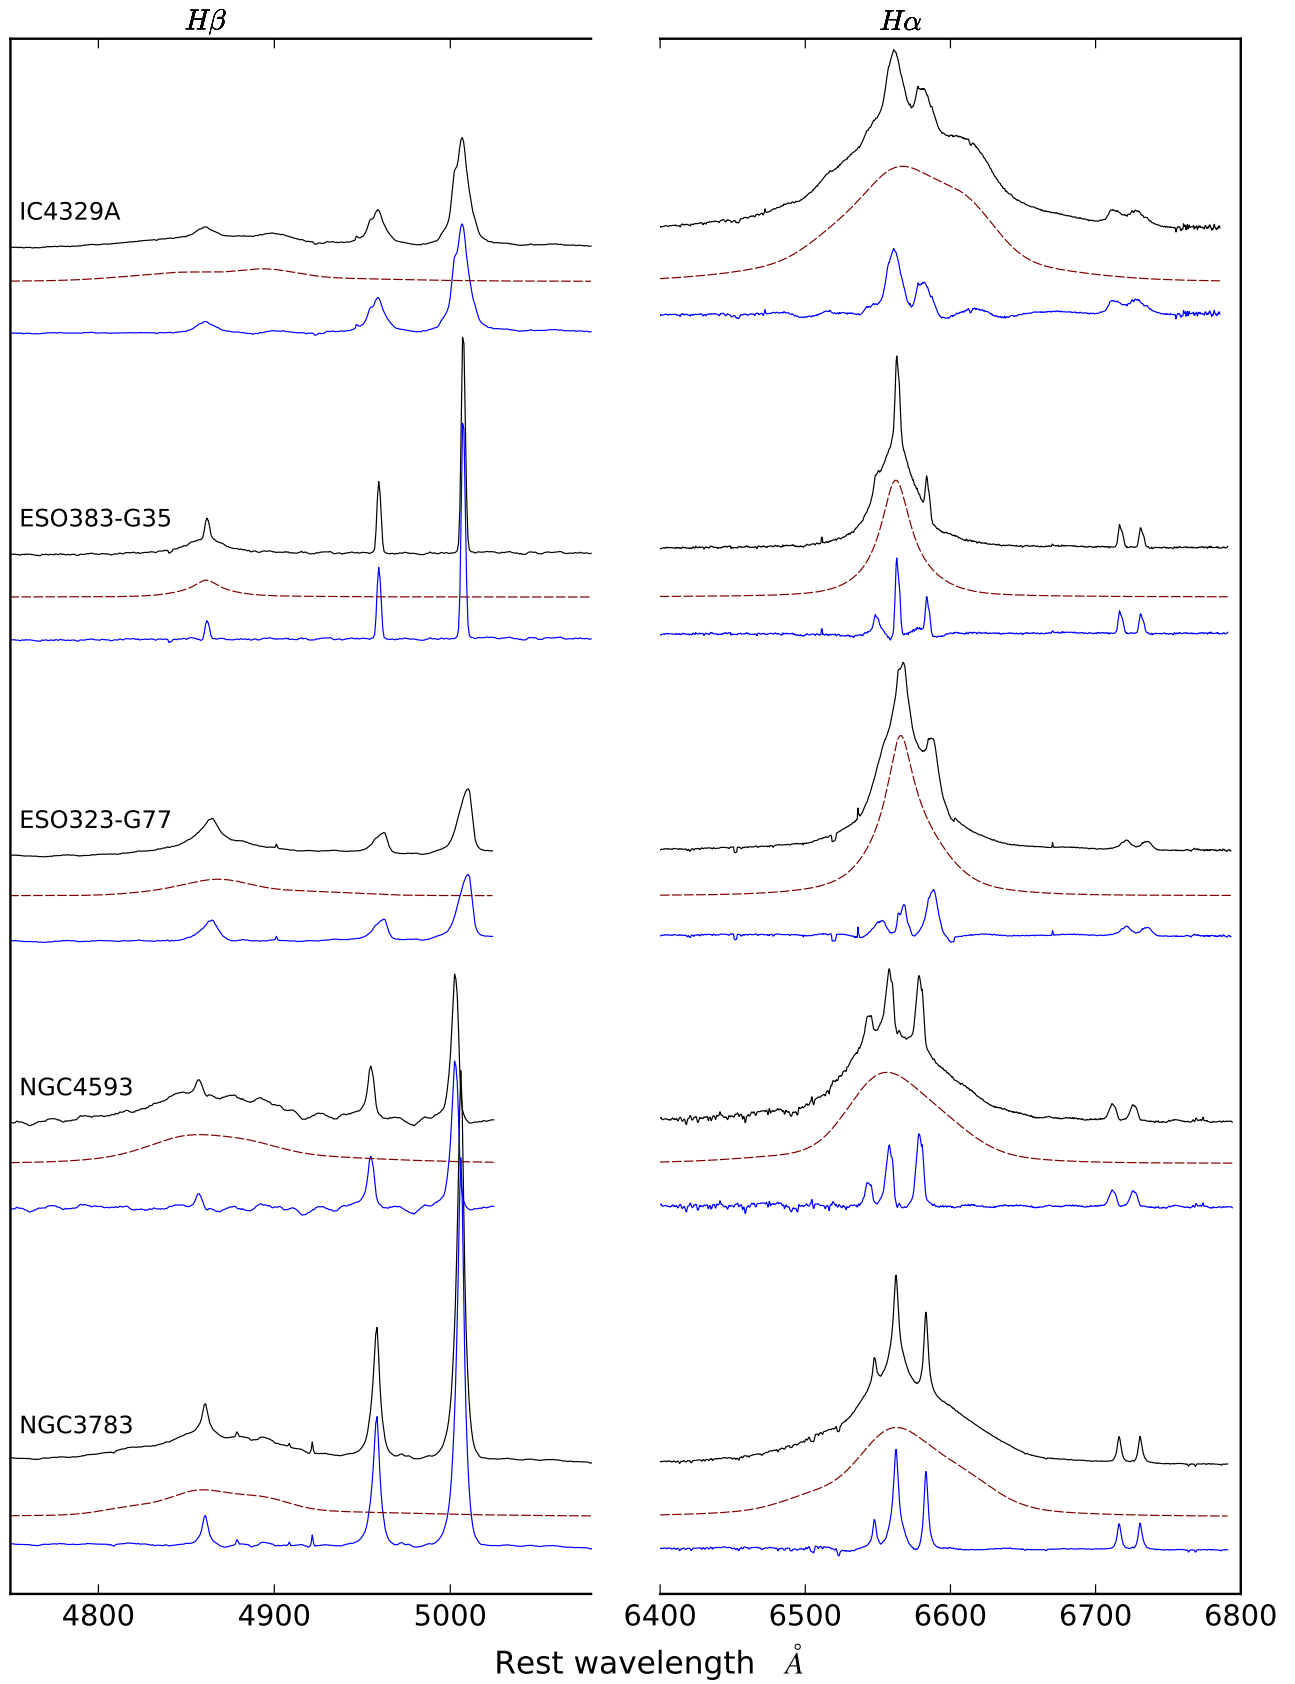 Hβ Hα
IC4329A
ESO383-G35
ESO323-G77
NGC4593
NGC3783
4800 4900 5000 6400 6500 6600 6700 6800
Rest wavelength Å